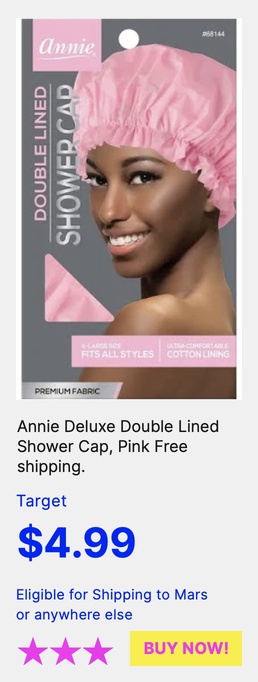 Annie
#68144
DOUBLE LINED
SHOWER CAP
X-LARGE SIZE
FITS ALL STYLES
ULTRA COMFORTABLE
COTTON LINING
PREMIUM FABRIC
Annie Deluxe Double Lined
Shower Cap, Pink Free
shipping.
Target
$4.99
Eligible for Shipping to Mars
or anywhere else
BUY NOW!